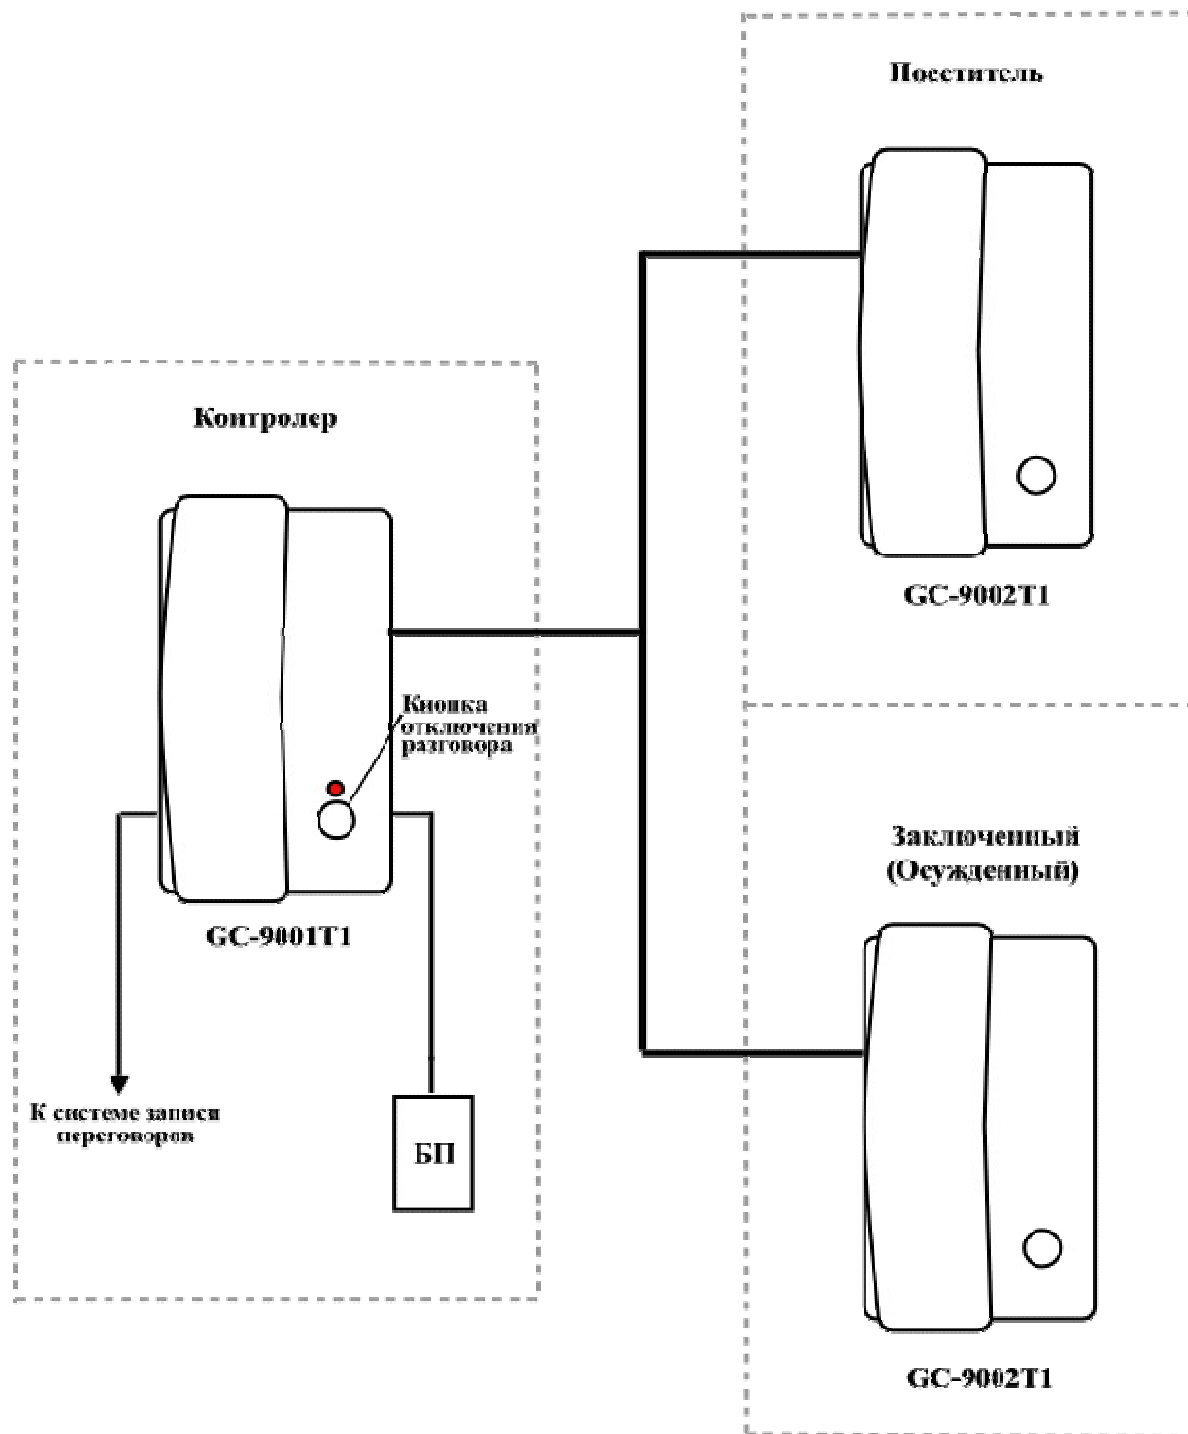 Посетитель
GC-9002T1
Контролер
Кнопка
отключения
разговора
GC-9001T1
К системе записи
переговоров
БП
Заключенный
(Осужденный)
GC-9002T1